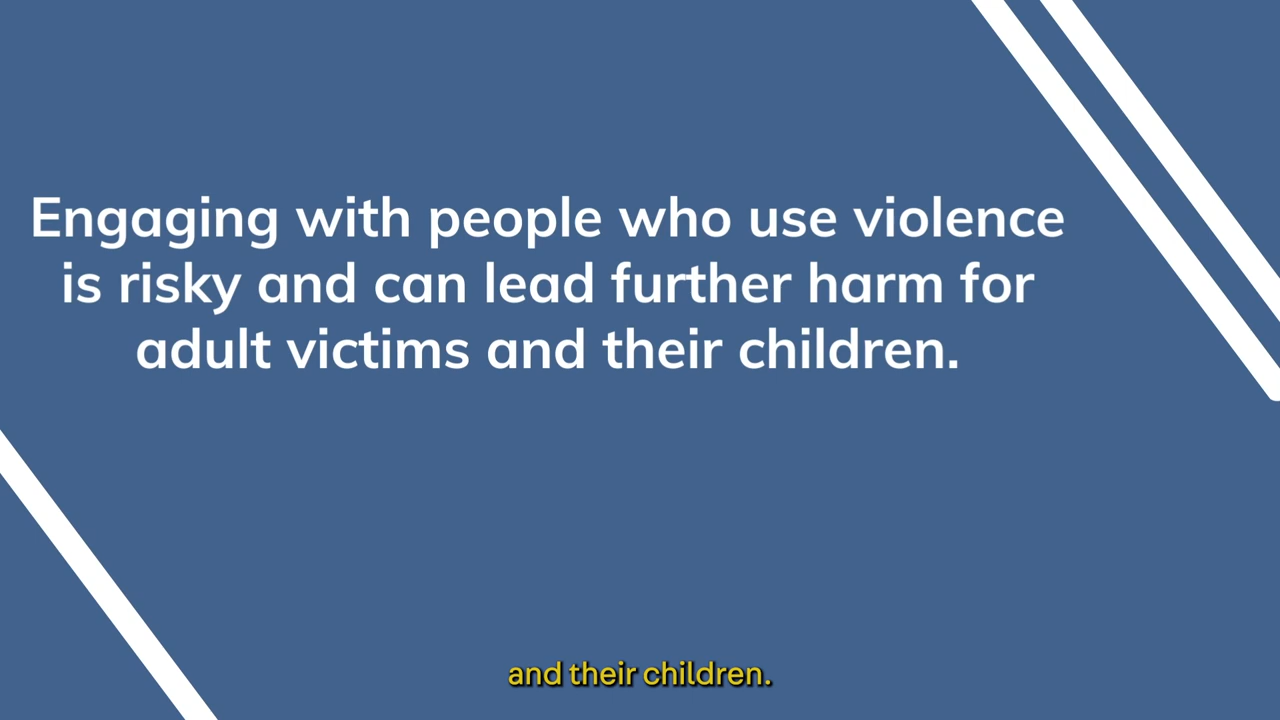 Engaging with people who use violence
is risky and can lead further harm for
adult victims and their children.
and their children.